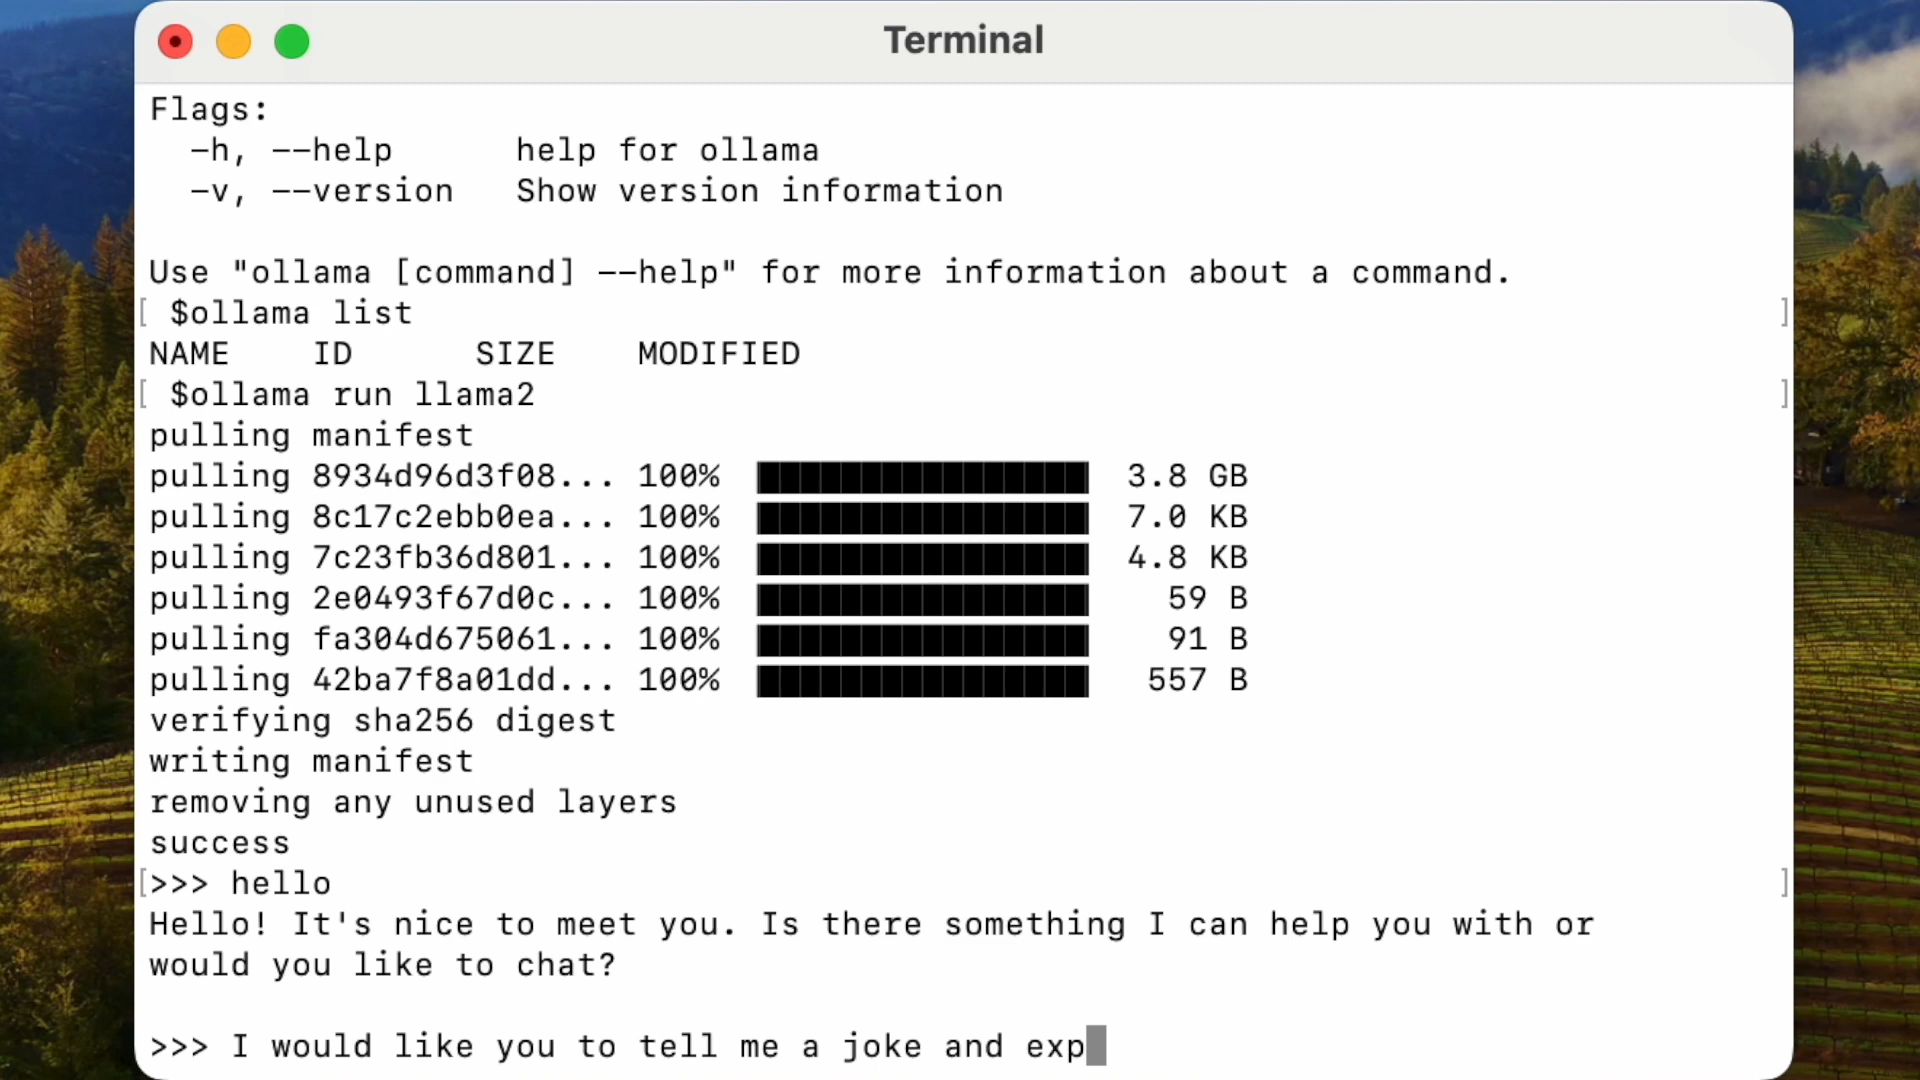 Terminal
Flags:
  -h, --help      help for ollama
  -v, --version   Show version information

Use "ollama [command] --help" for more information about a command.
[ $ollama list ]
NAME    ID      SIZE    MODIFIED
[ $ollama run llama2 ]
pulling manifest
pulling 8934d96d3f08... 100% 3.8 GB
pulling 8c17c2ebb0ea... 100% 7.0 KB
pulling 7c23fb36d801... 100% 4.8 KB
pulling 2e0493f67d0c... 100% 59 B
pulling fa304d675061... 100% 91 B
pulling 42ba7f8a01dd... 100% 557 B
verifying sha256 digest
writing manifest
removing any unused layers
success
[>>> hello ]
Hello! It's nice to meet you. Is there something I can help you with or
would you like to chat?

>>> I would like you to tell me a joke and exp